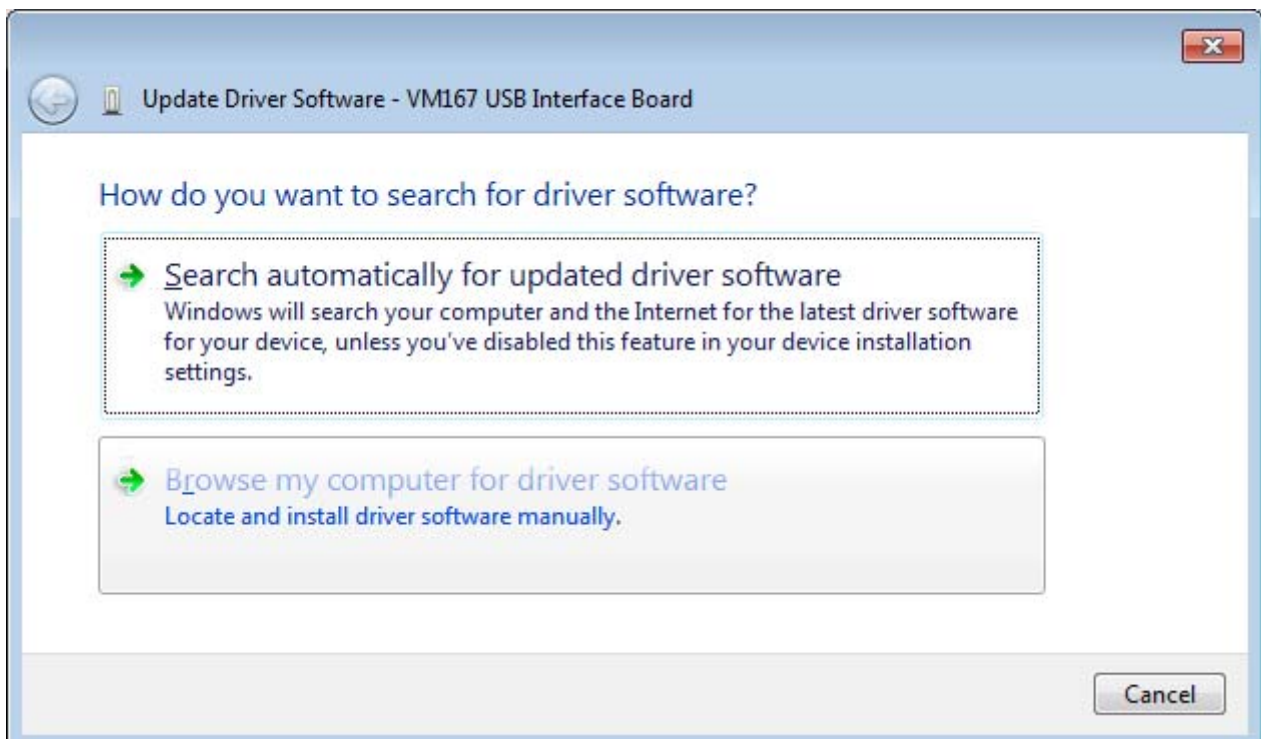 Update Driver Software - VM167 USB Interface Board
How do you want to search for driver software?
Search automatically for updated driver software
Windows will search your computer and the Internet for the latest driver software
for your device, unless you've disabled this feature in your device installation
settings.
Browse my computer for driver software
Locate and install driver software manually.
Cancel